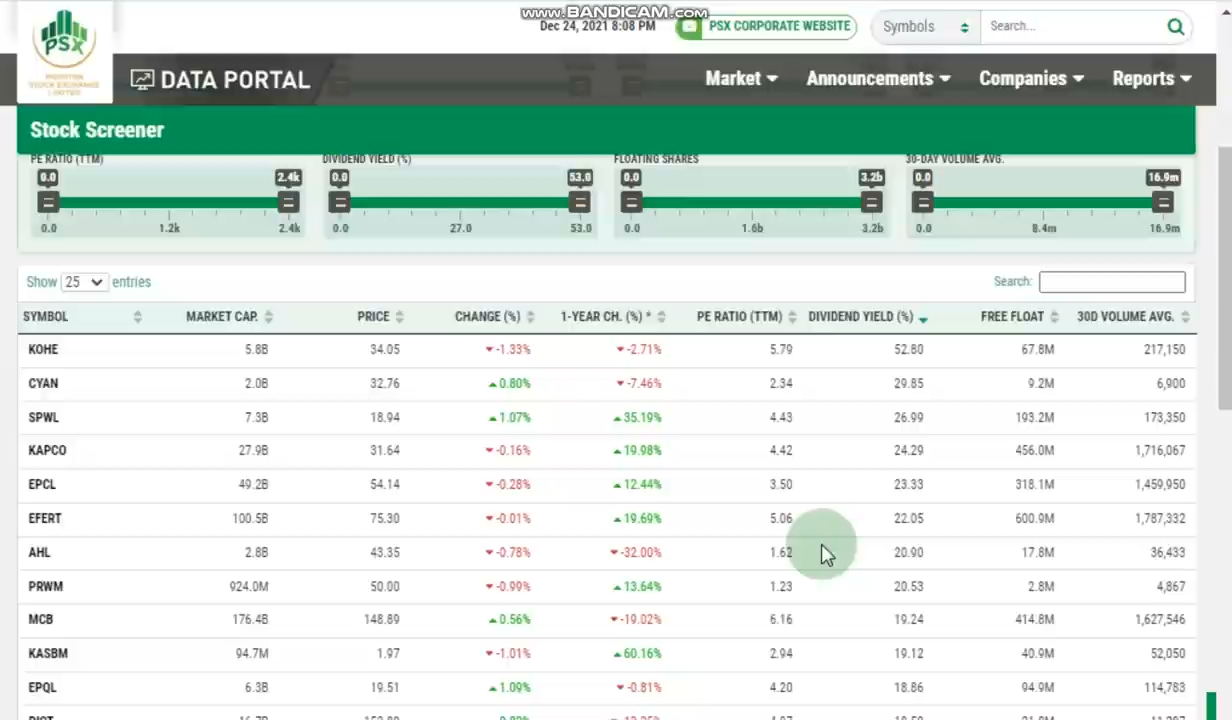 www.BANDICAM.com
Dec 24, 2021 8:08 PM
PSX CORPORATE WEBSITE
Symbols
Search...
PSX
PAKISTAN
STOCK EXCHANGE
LIMITED
DATA PORTAL
Market Announcements Companies Reports
Stock Screener
PE RATIO (TTM) DIVIDEND YIELD (%) FLOATING SHARES 30-DAY VOLUME AVG.
0.0 2.4k 0.0 53.0 0.0 3.2b 0.0 16.9m
0.0 1.2k 2.4k 0.0 27.0 53.0 0.0 1.6b 3.2b 0.0 8.4m 16.9m
Show 25 entries Search:
SYMBOL MARKET CAP. PRICE CHANGE (%) 1-YEAR CH. (%) * PE RATIO (TTM) DIVIDEND YIELD (%) FREE FLOAT 30D VOLUME AVG.
KOHE 5.8B 34.05 -1.33% -2.71% 5.79 52.80 67.8M 217,150
CYAN 2.0B 32.76 0.80% -7.46% 2.34 29.85 9.2M 6,900
SPWL 7.3B 18.94 1.07% 35.19% 4.43 26.99 193.2M 173,350
KAPCO 27.9B 31.64 -0.16% 19.98% 4.42 24.29 456.0M 1,716,067
EPCL 49.2B 54.14 -0.28% 12.44% 3.50 23.33 318.1M 1,459,950
EFERT 100.5B 75.30 -0.01% 19.69% 5.06 22.05 600.9M 1,787,332
AHL 2.8B 43.35 -0.78% -32.00% 1.62 20.90 17.8M 36,433
PRWM 924.0M 50.00 -0.99% 13.64% 1.23 20.53 2.8M 4,867
MCB 176.4B 148.89 0.56% -19.02% 6.16 19.24 414.8M 1,627,546
KASBM 94.7M 1.97 -1.01% 60.16% 2.94 19.12 40.9M 52,050
EPQL 6.3B 19.51 1.09% -0.81% 4.20 18.86 94.9M 114,783